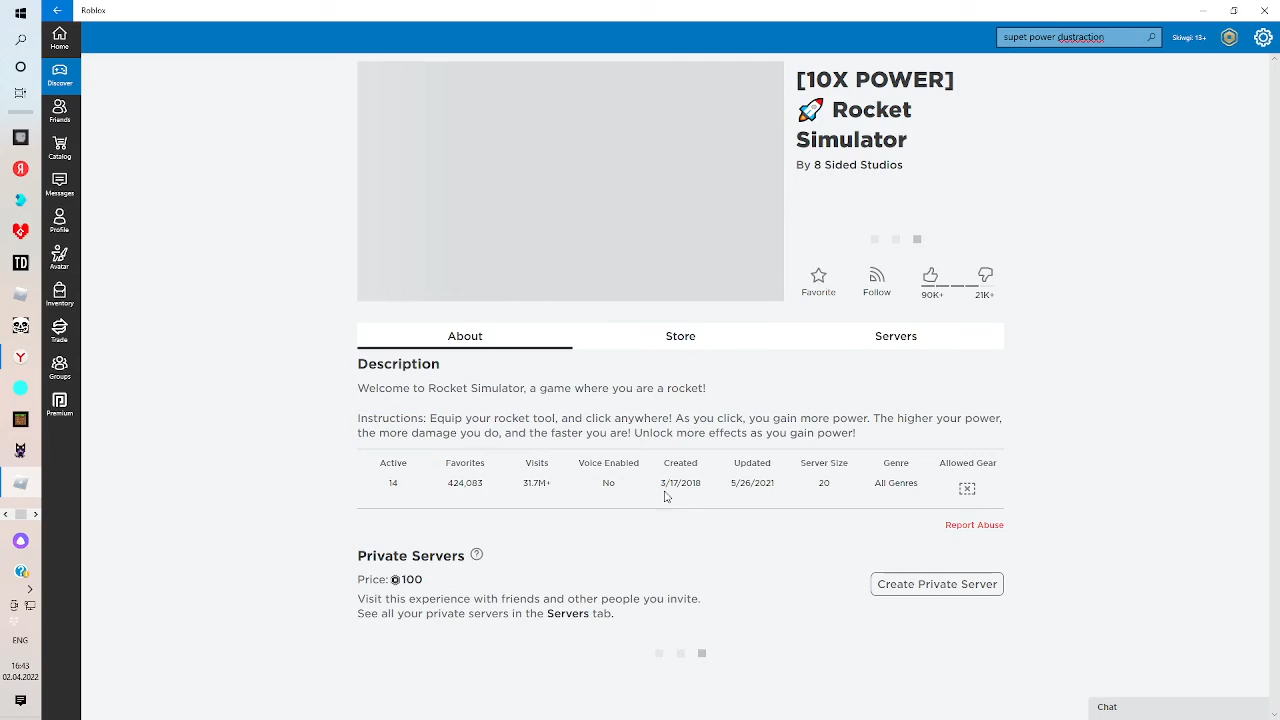 Roblox
supet power dustraction
Skiwgi: 13+
Home
Discover
Friends
Catalog
Messages
Profile
Avatar
Inventory
Trade
Groups
Premium
TD
ENG
16:43
02.04.2022
[10X POWER]
🚀 Rocket
Simulator
By 8 Sided Studios
Favorite
Follow
90K+
21K+
About
Store
Servers
Description
Welcome to Rocket Simulator, a game where you are a rocket!
Instructions: Equip your rocket tool, and click anywhere! As you click, you gain more power. The higher your power,
the more damage you do, and the faster you are! Unlock more effects as you gain power!
Active Favorites Visits Voice Enabled Created Updated Server Size Genre Allowed Gear
14 424,083 31.7M+ No 3/17/2018 5/26/2021 20 All Genres
Report Abuse
Private Servers
Price: 100
Create Private Server
Visit this experience with friends and other people you invite.
See all your private servers in the Servers tab.
Chat